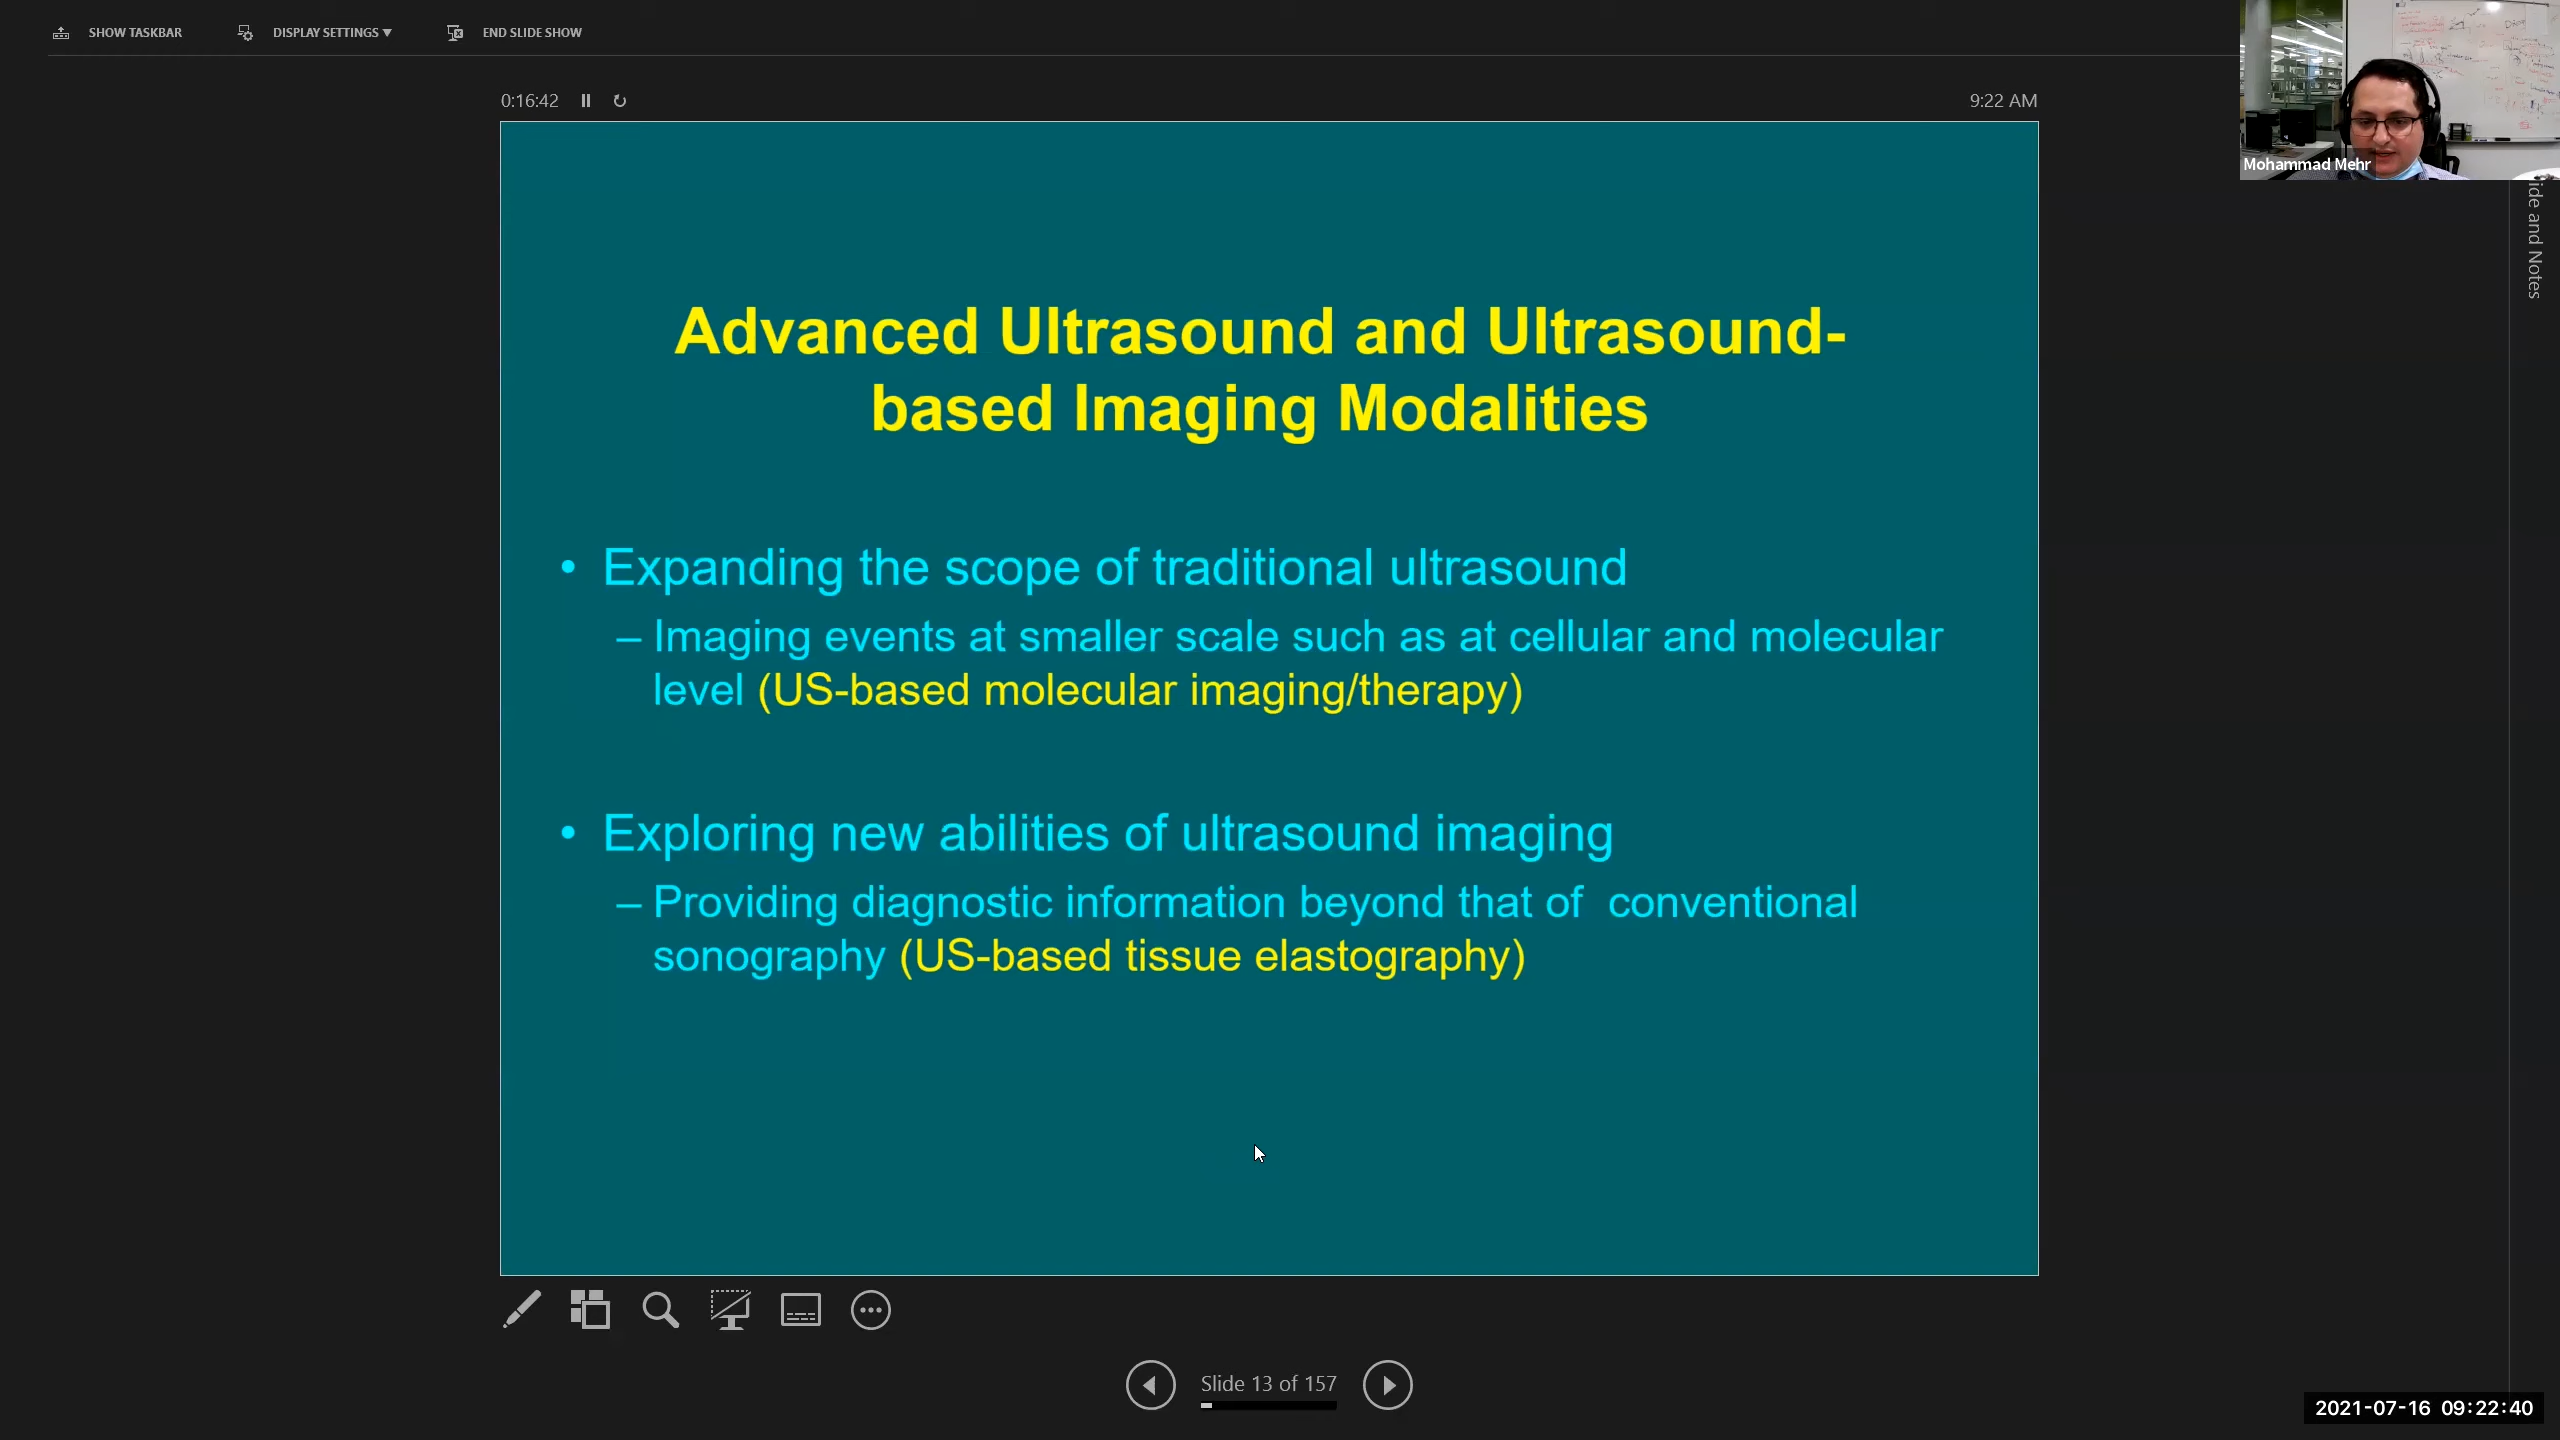 SHOW TASKBAR
DISPLAY SETTINGS ▼
END SLIDE SHOW
0:16:42
9:22 AM
Mohammad Mehr
ide and Notes
Advanced Ultrasound and Ultrasound-
based Imaging Modalities
• Expanding the scope of traditional ultrasound
– Imaging events at smaller scale such as at cellular and molecular
level (US-based molecular imaging/therapy)
• Exploring new abilities of ultrasound imaging
– Providing diagnostic information beyond that of  conventional
sonography (US-based tissue elastography)
Slide 13 of 157
2021-07-16 09:22:40